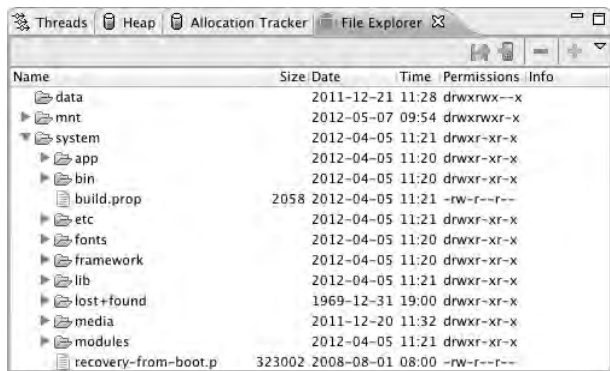 Threads Heap Allocation Tracker File Explorer
Name Size Date Time Permissions Info
data 2011-12-21 11:28 drwxrwx--x
mnt 2012-05-07 09:54 drwxrwxr-x
system 2012-04-05 11:21 drwxr-xr-x
app 2012-04-05 11:20 drwxr-xr-x
bin 2012-04-05 11:20 drwxr-xr-x
build.prop 2058 2012-04-05 11:21 -rw-r--r--
etc 2012-04-05 11:21 drwxr-xr-x
fonts 2012-04-05 11:20 drwxr-xr-x
framework 2012-04-05 11:20 drwxr-xr-x
lib 2012-04-05 11:21 drwxr-xr-x
lost+found 1969-12-31 19:00 drwxr-xr-x
media 2011-12-20 11:32 drwxr-xr-x
modules 2012-04-05 11:21 drwxr-xr-x
recovery-from-boot.p 323002 2008-08-01 08:00 -rw-r--r--